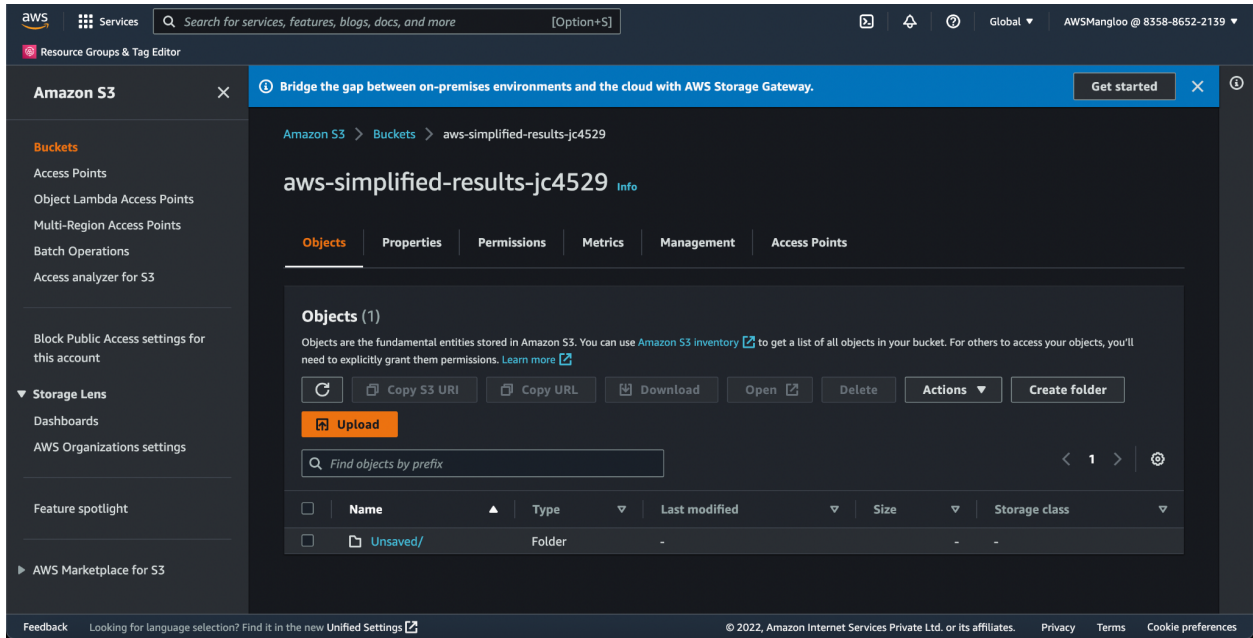 aws
Services
Search for services, features, blogs, docs, and more
[Option+S]
Global
AWSMangloo @ 8358-8652-2139
Resource Groups & Tag Editor
Amazon S3
Buckets
Access Points
Object Lambda Access Points
Multi-Region Access Points
Batch Operations
Access analyzer for S3
Block Public Access settings for
this account
Storage Lens
Dashboards
AWS Organizations settings
Feature spotlight
AWS Marketplace for S3
Bridge the gap between on-premises environments and the cloud with AWS Storage Gateway.
Get started
Amazon S3 > Buckets > aws-simplified-results-jc4529
aws-simplified-results-jc4529 Info
Objects Properties Permissions Metrics Management Access Points
Objects (1)
Objects are the fundamental entities stored in Amazon S3. You can use Amazon S3 inventory to get a list of all objects in your bucket. For others to access your objects, you'll
need to explicitly grant them permissions. Learn more
Copy S3 URI Copy URL Download Open Delete Actions Create folder
Upload
Find objects by prefix
1
Name Type Last modified Size Storage class
Unsaved/ Folder - - -
Feedback Looking for language selection? Find it in the new Unified Settings © 2022, Amazon Internet Services Private Ltd. or its affiliates. Privacy Terms Cookie preferences